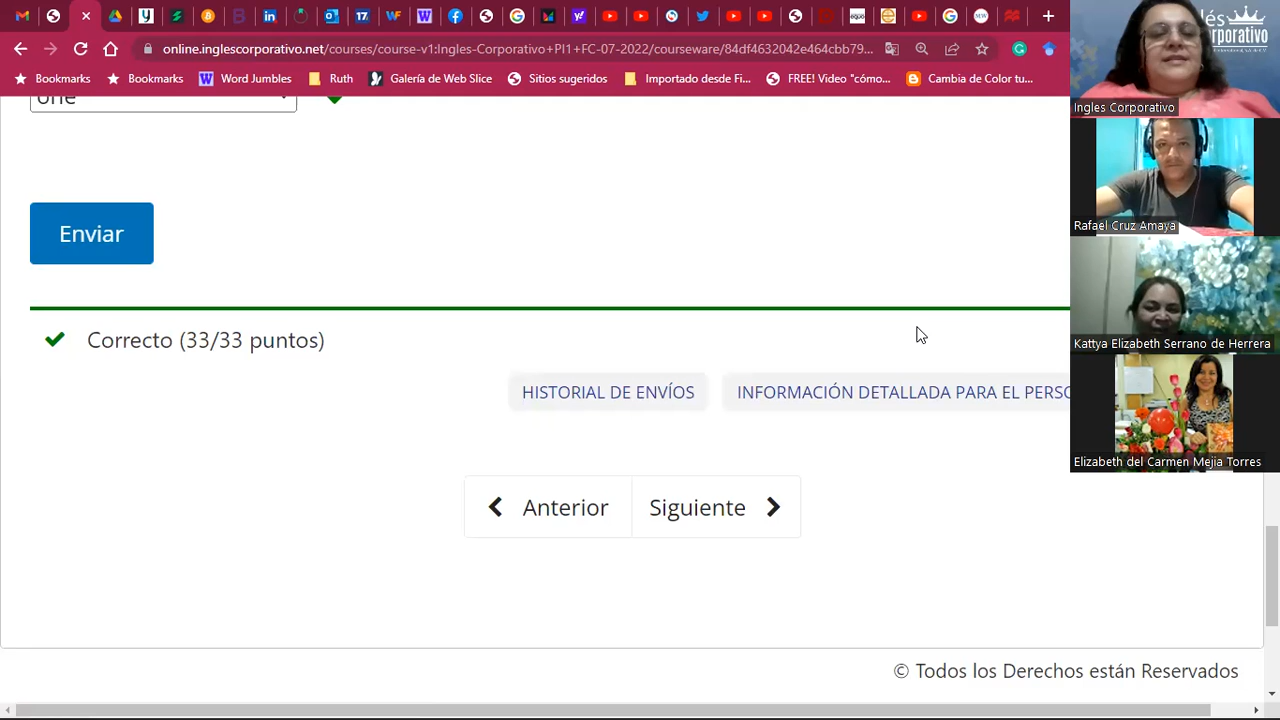 online.inglescorporativo.net/courses/course-v1:Ingles-Corporativo+PI1+FC-07-2022/courseware/84df4632042e464cbb79...
Bookmarks
Bookmarks
Word Jumbles
Ruth
Galería de Web Slice
Sitios sugeridos
Importado desde Fi...
FREE! Video "cómo...
Cambia de Color tu...
one
Enviar
Correcto (33/33 puntos)
HISTORIAL DE ENVÍOS
INFORMACIÓN DETALLADA PARA EL PERSO
Anterior
Siguiente
© Todos los Derechos están Reservados
Ingles Corporativo
Rafael Cruz Amaya
Kattya Elizabeth Serrano de Herrera
Elizabeth del Carmen Mejia Torres